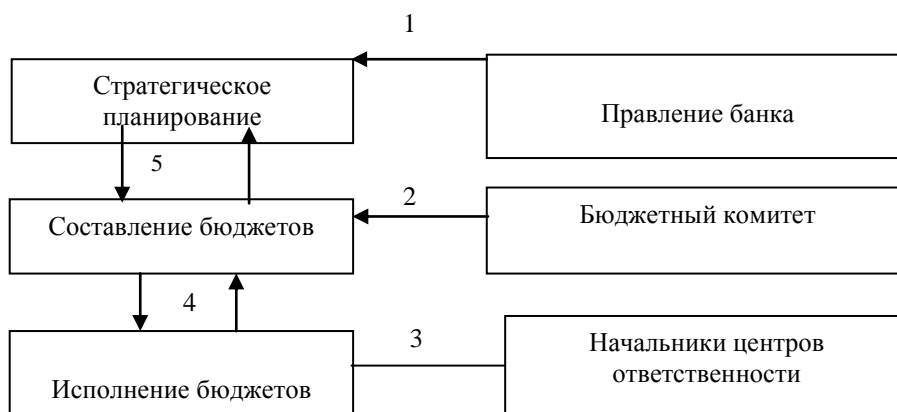 1
Стратегическое
планирование
Правление банка
5
Составление бюджетов
2
Бюджетный комитет
4
Исполнение бюджетов
3
Начальники центров
ответственности